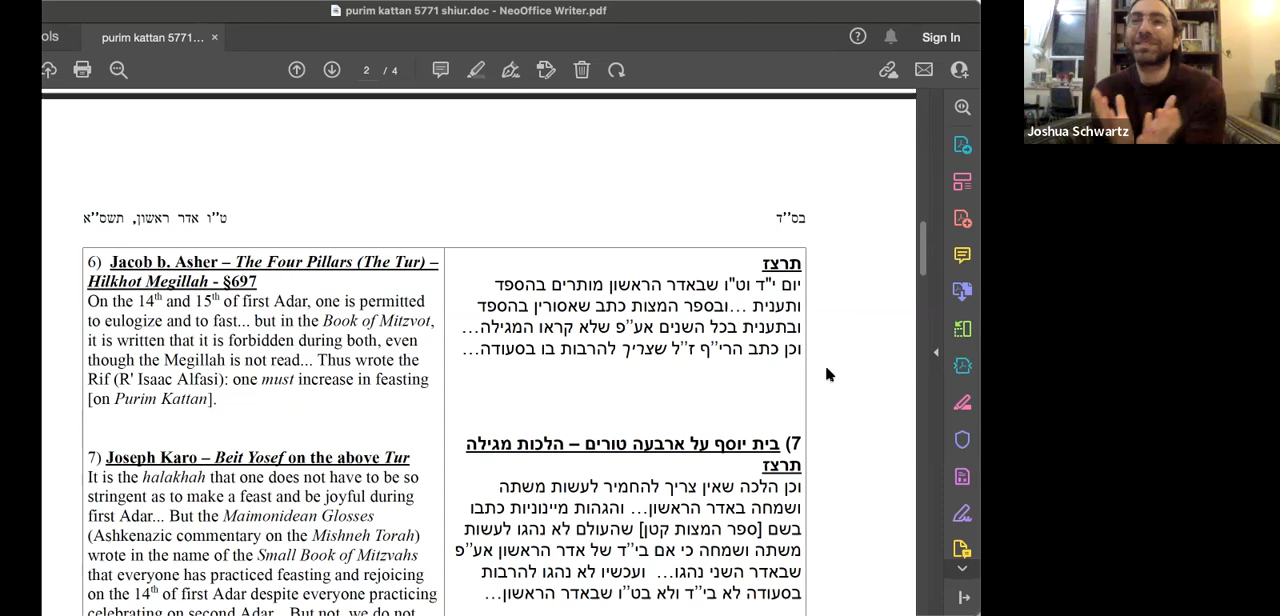 purim kattan 5771 shiur.doc - NeoOffice Writer.pdf
ols
purim kattan 5771... ×
Sign In
2 / 4
Joshua Schwartz
ט''ו אדר ראשון, תשס''א
בס''ד
6) Jacob b. Asher – The Four Pillars (The Tur) –
Hilkhot Megillah - §697
On the 14th and 15th of first Adar, one is permitted
to eulogize and to fast... but in the Book of Mitzvot,
it is written that it is forbidden during both, even
though the Megillah is not read... Thus wrote the
Rif (R' Isaac Alfasi): one must increase in feasting
[on Purim Kattan].
תרצז
יום י"ד וט"ו שבאדר הראשון מותרים בהספד
ותענית ...ובספר המצות כתב שאסורין בהספד
ובתענית בכל השנים אע''פ שלא קראו המגילה...
וכן כתב הרי''ף ז''ל שצריך להרבות בו בסעודה...
7) Joseph Karo – Beit Yosef on the above Tur
It is the halakhah that one does not have to be so
stringent as to make a feast and be joyful during
first Adar... But the Maimonidean Glosses
(Ashkenazic commentary on the Mishneh Torah)
wrote in the name of the Small Book of Mitzvahs
that everyone has practiced feasting and rejoicing
on the 14th of first Adar despite everyone practicing
celebrating on second Adar... But not, we do not
7) בית יוסף על ארבעה טורים – הלכות מגילה
תרצז
וכן הלכה שאין צריך להחמיר לעשות משתה
ושמחה באדר הראשון... והגהות מיינוניות כתבו
בשם [ספר המצות קטן] שהעולם לא נהגו לעשות
משתה ושמחה כי אם בי''ד של אדר הראשון אע''פ
שבאדר השני נהגו... ועכשיו לא נהגו להרבות
בסעודה לא בי''ד ולא בט''ו שבאדר הראשון...